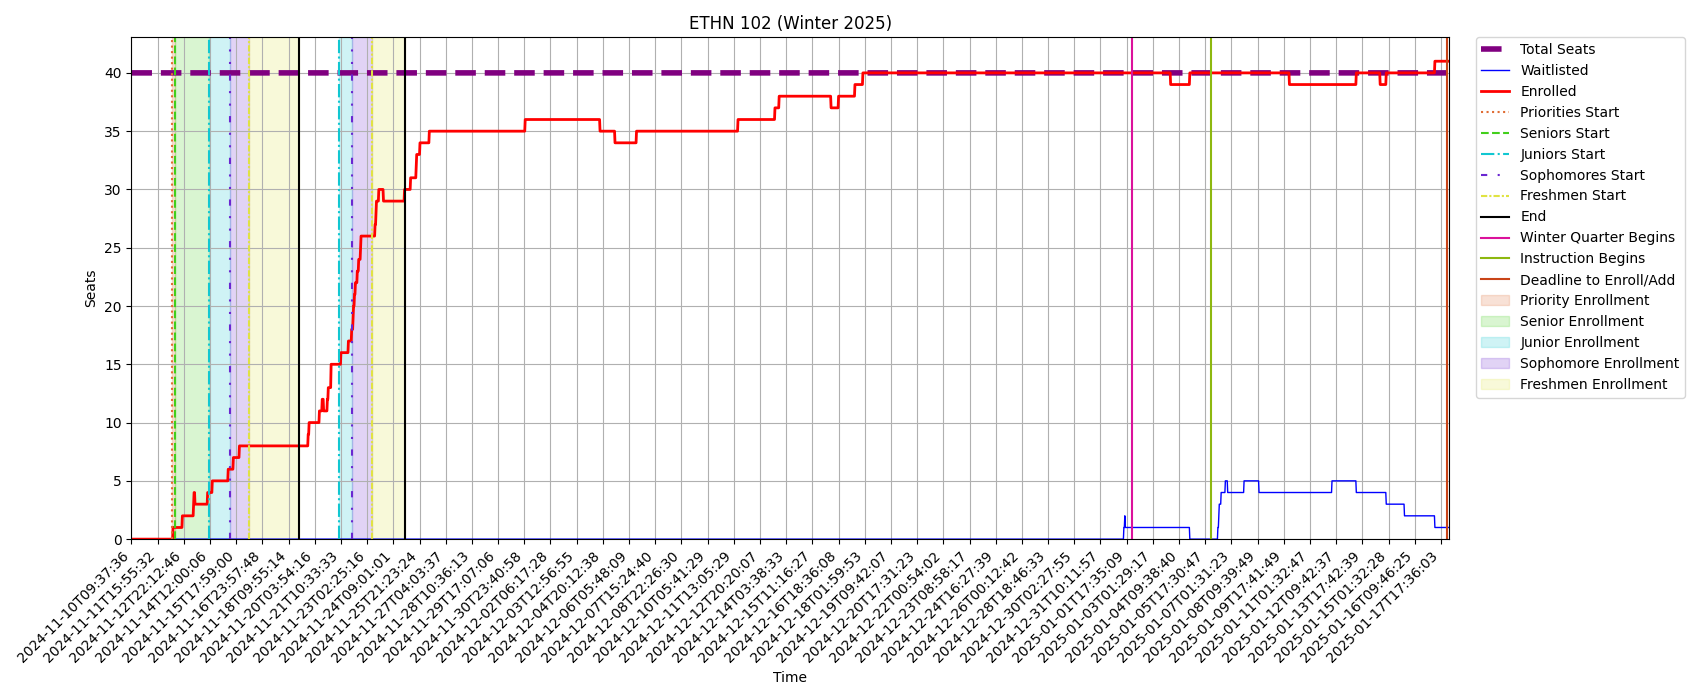 ETHN 102 (Winter 2025)
Seats
40
35
30
25
20
15
10
5
0
2024-11-10T09:37:36
2024-11-11T15:55:32
2024-11-12T22:12:46
2024-11-14T12:00:06
2024-11-15T17:59:00
2024-11-16T23:57:48
2024-11-18T09:55:14
2024-11-20T03:54:16
2024-11-21T10:33:33
2024-11-23T02:25:16
2024-11-24T09:01:01
2024-11-25T21:23:24
2024-11-27T04:03:37
2024-11-28T10:36:13
2024-11-29T17:07:06
2024-11-30T23:40:58
2024-12-02T06:17:28
2024-12-03T12:56:55
2024-12-04T20:12:38
2024-12-06T05:48:09
2024-12-07T15:24:40
2024-12-08T22:26:30
2024-12-10T05:41:29
2024-12-11T13:05:29
2024-12-12T20:20:07
2024-12-14T03:38:33
2024-12-15T11:16:27
2024-12-16T18:36:08
2024-12-18T01:59:53
2024-12-19T09:42:07
2024-12-20T17:31:23
2024-12-22T00:54:02
2024-12-23T08:58:17
2024-12-24T16:27:39
2024-12-26T00:12:42
2024-12-28T18:46:33
2024-12-30T02:27:55
2024-12-31T10:11:57
2025-01-01T17:35:09
2025-01-03T01:29:17
2025-01-04T09:38:40
2025-01-05T17:30:47
2025-01-07T01:31:23
2025-01-08T09:39:49
2025-01-09T17:41:49
2025-01-11T01:32:47
2025-01-12T09:42:37
2025-01-13T17:42:39
2025-01-15T01:32:28
2025-01-16T09:46:25
2025-01-17T17:36:03
Time
Total Seats
Waitlisted
Enrolled
Priorities Start
Seniors Start
Juniors Start
Sophomores Start
Freshmen Start
End
Winter Quarter Begins
Instruction Begins
Deadline to Enroll/Add
Priority Enrollment
Senior Enrollment
Junior Enrollment
Sophomore Enrollment
Freshmen Enrollment